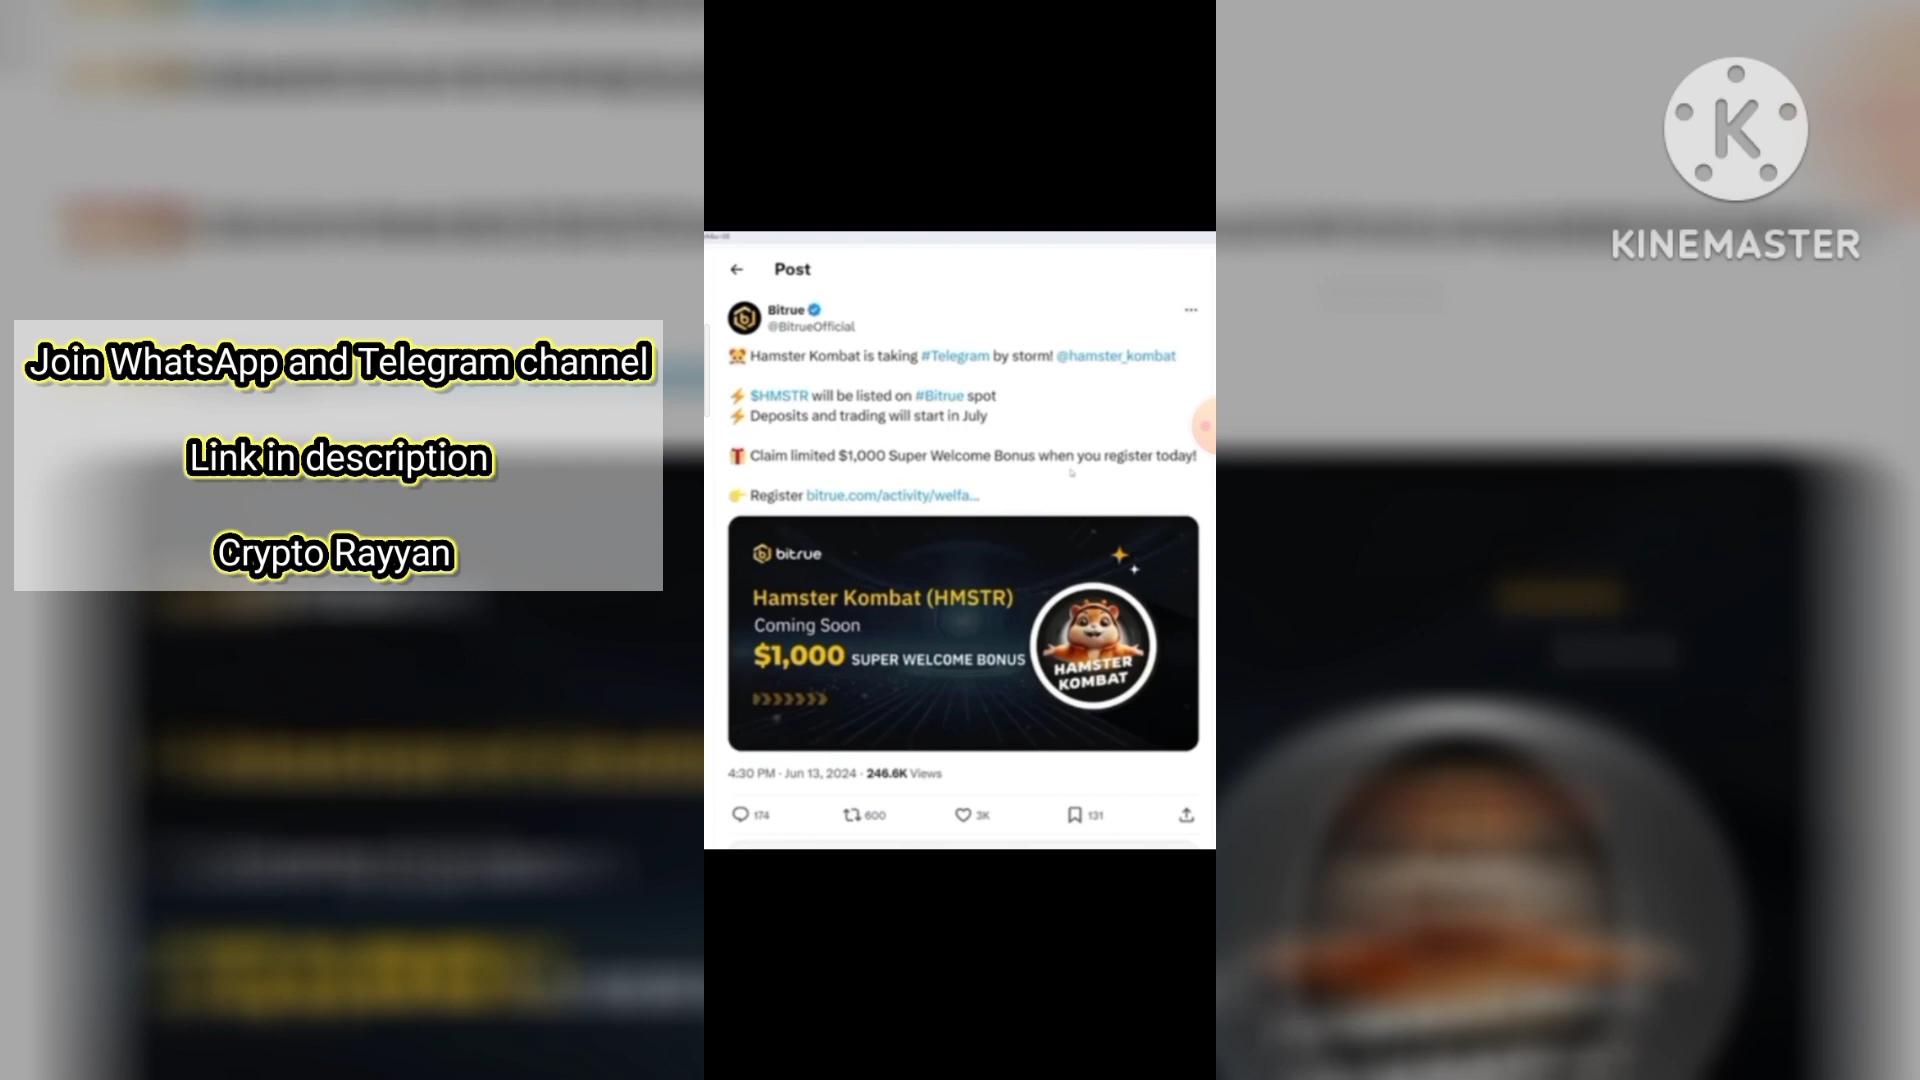 Join WhatsApp and Telegram channel
Link in description
Crypto Rayyan
KINEMASTER
Post
Bitrue
@BitrueOfficial
🐹 Hamster Kombat is taking #Telegram by storm! @hamster_kombat
⚡ $HMSTR will be listed on #Bitrue spot
⚡ Deposits and trading will start in July
🎁 Claim limited $1,000 Super Welcome Bonus when you register today!
👉 Register bitrue.com/activity/welfa...
bitrue
Hamster Kombat (HMSTR)
Coming Soon
$1,000 SUPER WELCOME BONUS
HAMSTER
KOMBAT
4:30 PM · Jun 13, 2024 · 246.6K Views
174 600 3K 131